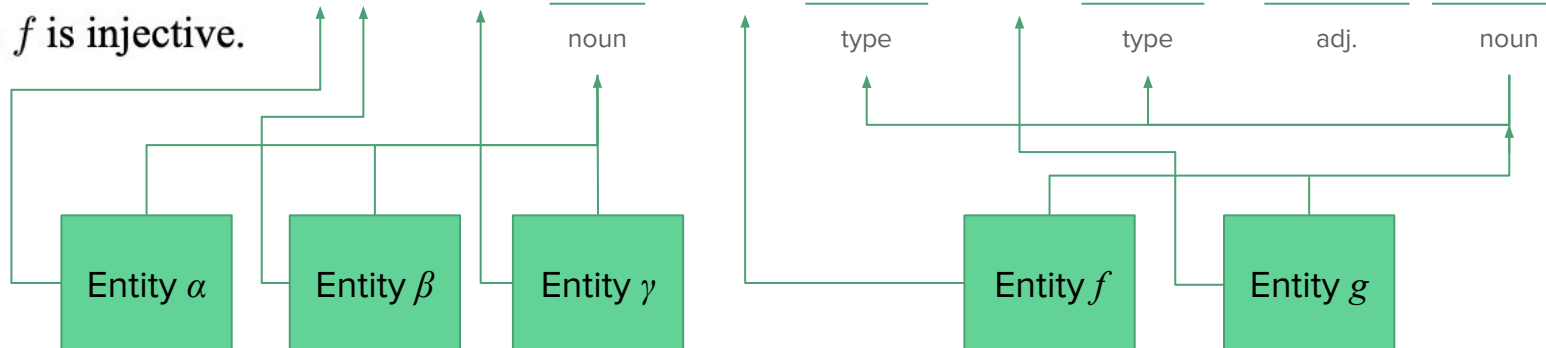 f is injective.
noun type type adj. noun
Entity α Entity β Entity γ Entity f Entity g